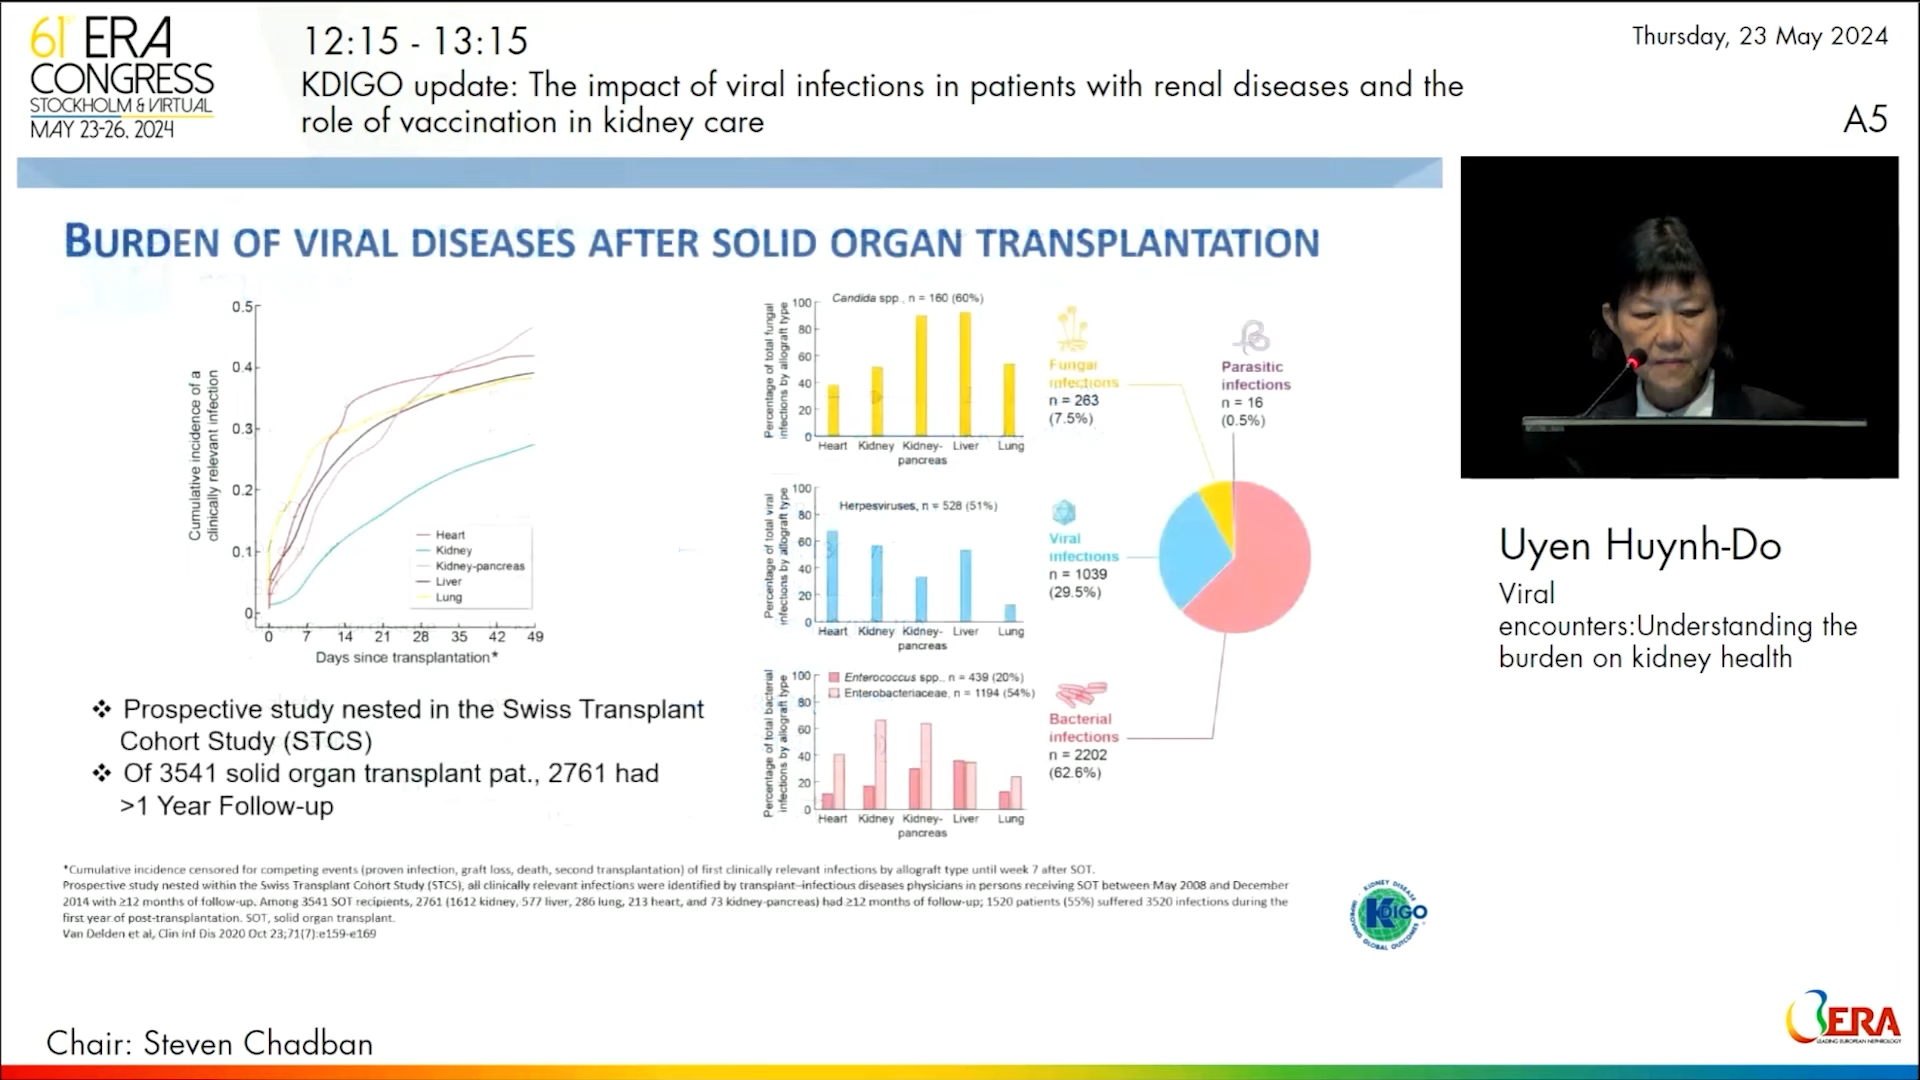 61st ERA
CONGRESS
STOCKHOLM & VIRTUAL
MAY 23-26, 2024
12:15 - 13:15
KDIGO update: The impact of viral infections in patients with renal diseases and the
role of vaccination in kidney care
Thursday, 23 May 2024
A5
BURDEN OF VIRAL DISEASES AFTER SOLID ORGAN TRANSPLANTATION
Cumulative incidence of a
clinically relevant infection
0.5
0.4
0.3
0.2
0.1
0
Heart
Kidney
Kidney-pancreas
Liver
Lung
0 7 14 21 28 35 42 49
Days since transplantation*
❖ Prospective study nested in the Swiss Transplant
Cohort Study (STCS)
❖ Of 3541 solid organ transplant pat., 2761 had
>1 Year Follow-up
Percentage of total fungal
infections by allograft type
100
80
60
40
20
0
Candida spp., n = 160 (60%)
Heart Kidney Kidney- Liver Lung
pancreas
Percentage of total viral
infections by allograft type
100
80
60
40
20
0
Herpesviruses, n = 528 (51%)
Heart Kidney Kidney- Liver Lung
pancreas
Percentage of total bacterial
infections by allograft type
100
80
60
40
20
0
Enterococcus spp., n = 439 (20%)
Enterobacteriaceae, n = 1194 (54%)
Heart Kidney Kidney- Liver Lung
pancreas
Fungal
infections
n = 263
(7.5%)
Parasitic
infections
n = 16
(0.5%)
Viral
infections
n = 1039
(29.5%)
Bacterial
infections
n = 2202
(62.6%)
*Cumulative incidence censored for competing events (proven infection, graft loss, death, second transplantation) of first clinically relevant infections by allograft type until week 7 after SOT.
Prospective study nested within the Swiss Transplant Cohort Study (STCS), all clinically relevant infections were identified by transplant–infectious diseases physicians in persons receiving SOT between May 2008 and December
2014 with ≥12 months of follow-up. Among 3541 SOT recipients, 2761 (1612 kidney, 577 liver, 286 lung, 213 heart, and 73 kidney-pancreas) had ≥12 months of follow-up; 1520 patients (55%) suffered 3520 infections during the
first year of post-transplantation. SOT, solid organ transplant.
Van Delden et al, Clin Inf Dis 2020 Oct 23;71(7):e159-e169
KIDNEY DISEASE
KDIGO
IMPROVING GLOBAL OUTCOMES
Uyen Huynh-Do
Viral
encounters:Understanding the
burden on kidney health
Chair: Steven Chadban
ERA
LEADING EUROPEAN NEPHROLOGY